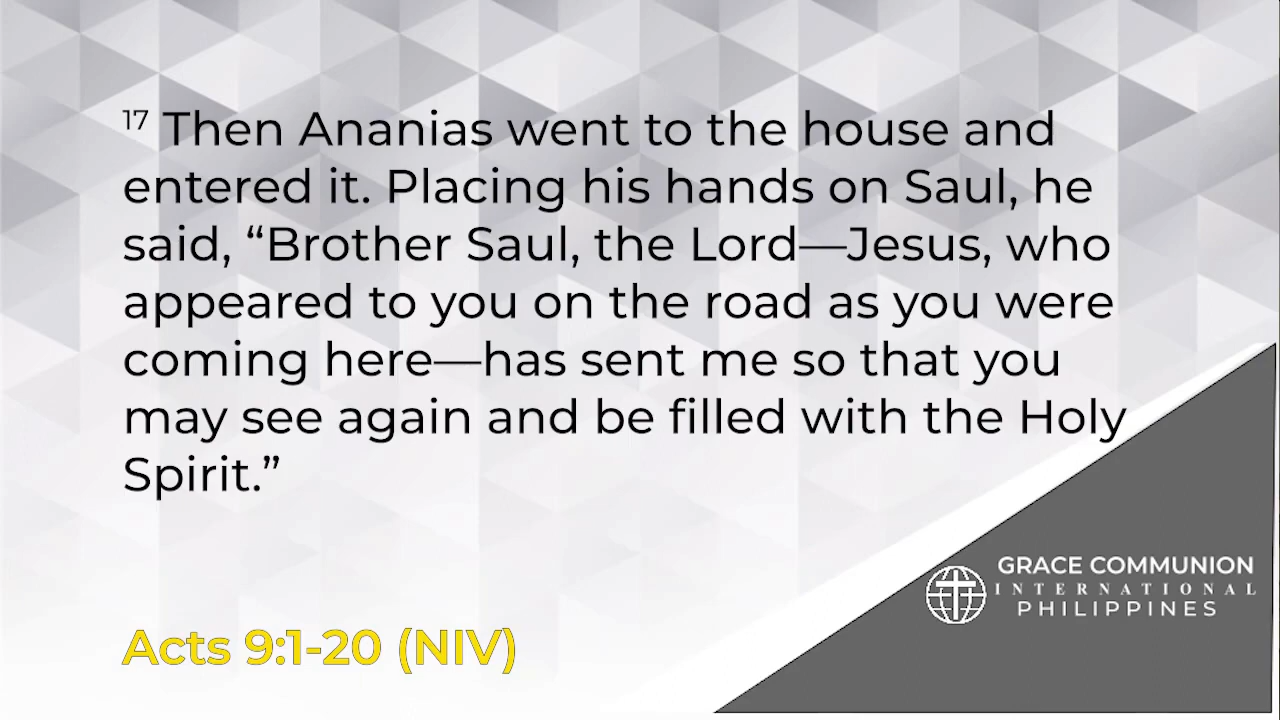 17 Then Ananias went to the house and
entered it. Placing his hands on Saul, he
said, “Brother Saul, the Lord—Jesus, who
appeared to you on the road as you were
coming here—has sent me so that you
may see again and be filled with the Holy
Spirit.”
Acts 9:1-20 (NIV)
GRACE COMMUNION
INTERNATIONAL
PHILIPPINES